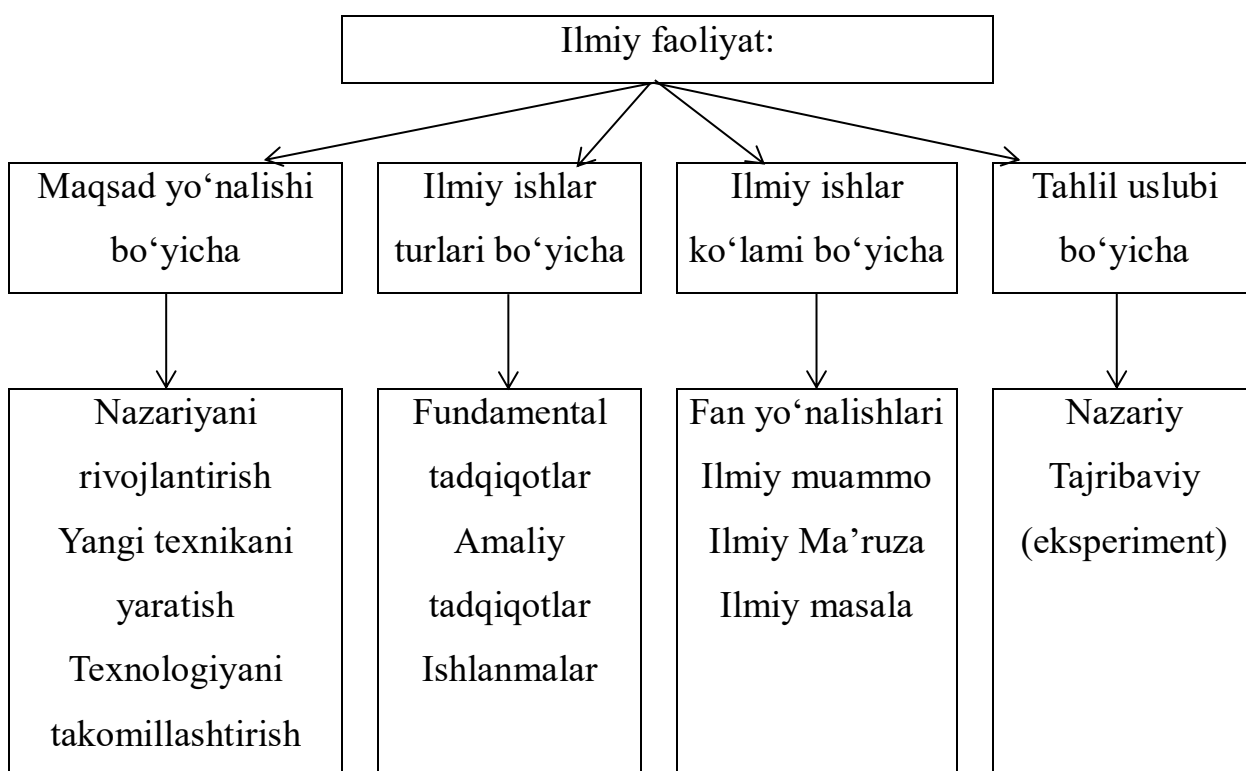 Ilmiy faoliyat:
Maqsad yo‘nalishi
bo‘yicha
Ilmiy ishlar
turlari bo‘yicha
Ilmiy ishlar
ko‘lami bo‘yicha
Tahlil uslubi
bo‘yicha
Nazariyani
rivojlantirish
Yangi texnikani
yaratish
Texnologiyani
takomillashtirish
Fundamental
tadqiqotlar
Amaliy
tadqiqotlar
Ishlanmalar
Fan yo‘nalishlari
Ilmiy muammo
Ilmiy Ma’ruza
Ilmiy masala
Nazariy
Tajribaviy
(eksperiment)